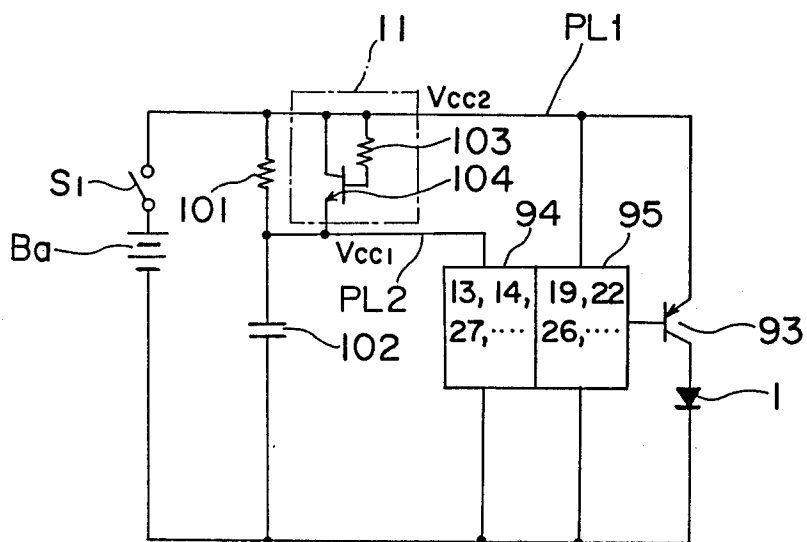 11
PL1
Vcc2
103
S1
101
104
94
95
Ba
Vcc1
PL2
13, 14,
19, 22
27,····
26,····
102
93
1